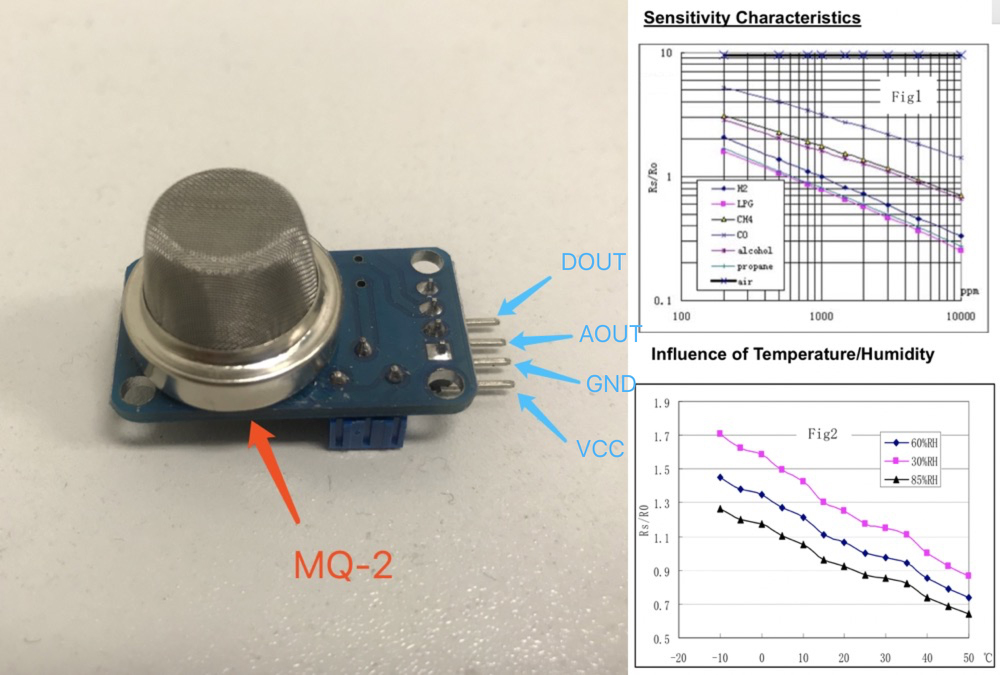 DOUT
AOUT
GND
VCC
MQ-2
Sensitivity Characteristics
10
1
0.1
Rs/Ro
Fig1
H2
LPG
CH4
CO
alcohol
propane
air
ppm
100 1000 10000
Influence of Temperature/Humidity
1.9
1.7
1.5
1.3
1.1
0.9
0.7
0.5
Rs/R0
Fig2
60%RH
30%RH
85%RH
-20 -10 0 10 20 30 40 50 ℃